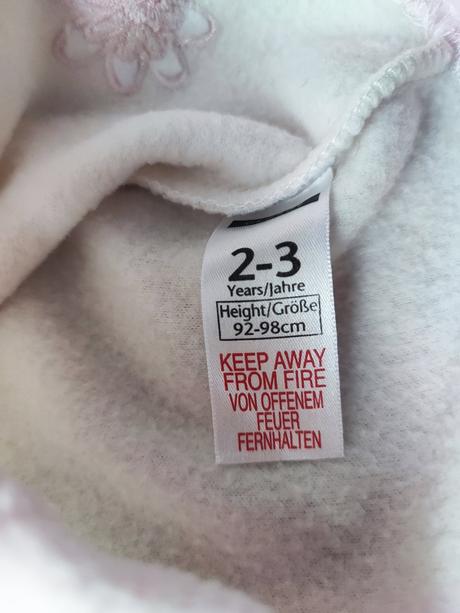 2-3
Years/Jahre
Height/Größe
92-98cm
KEEP AWAY
FROM FIRE
VON OFFENEM
FEUER
FERNHALTEN